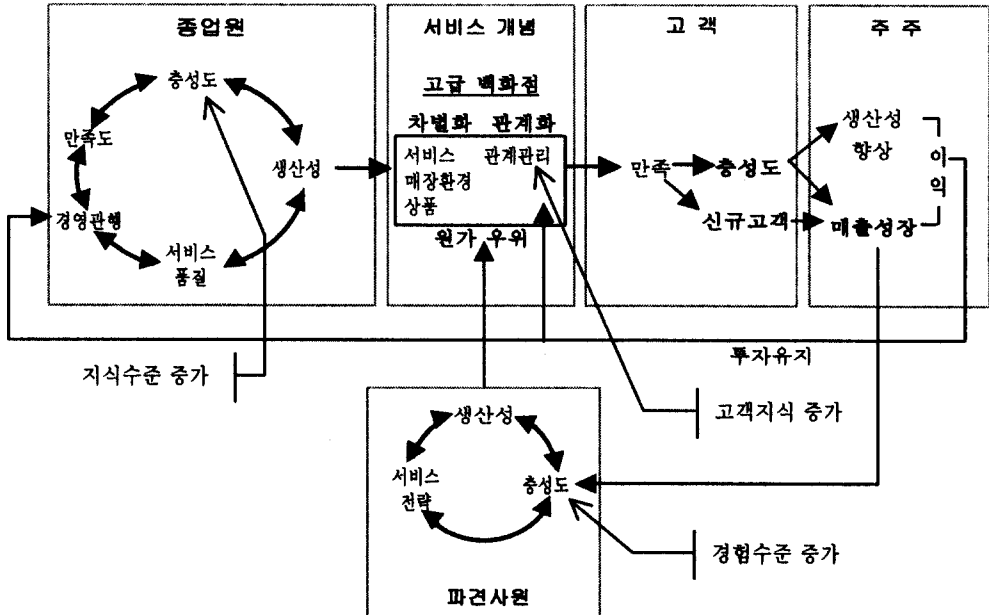 종업원
충성도
만족도
생산성
경영관행
서비스
품질
지식수준 증가
서비스 개념
고급 백화점
차별화 관계화
서비스 관계관리
매장환경
상품
원가 우위
고 객
만족
충성도
신규고객
주 주
생산성
향상
이
익
매출성장
투자유지
고객지식 증가
생산성
서비스
전략
충성도
경험수준 증가
파견사원